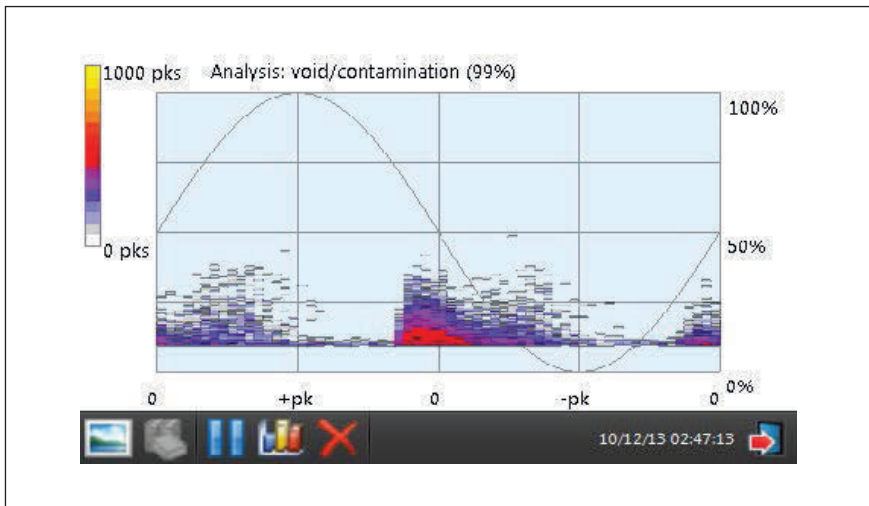 1000 pks
Analysis: void/contamination (99%)
100%
0 pks
50%
0%
0 +pk 0 -pk 0
10/12/13 02:47:13